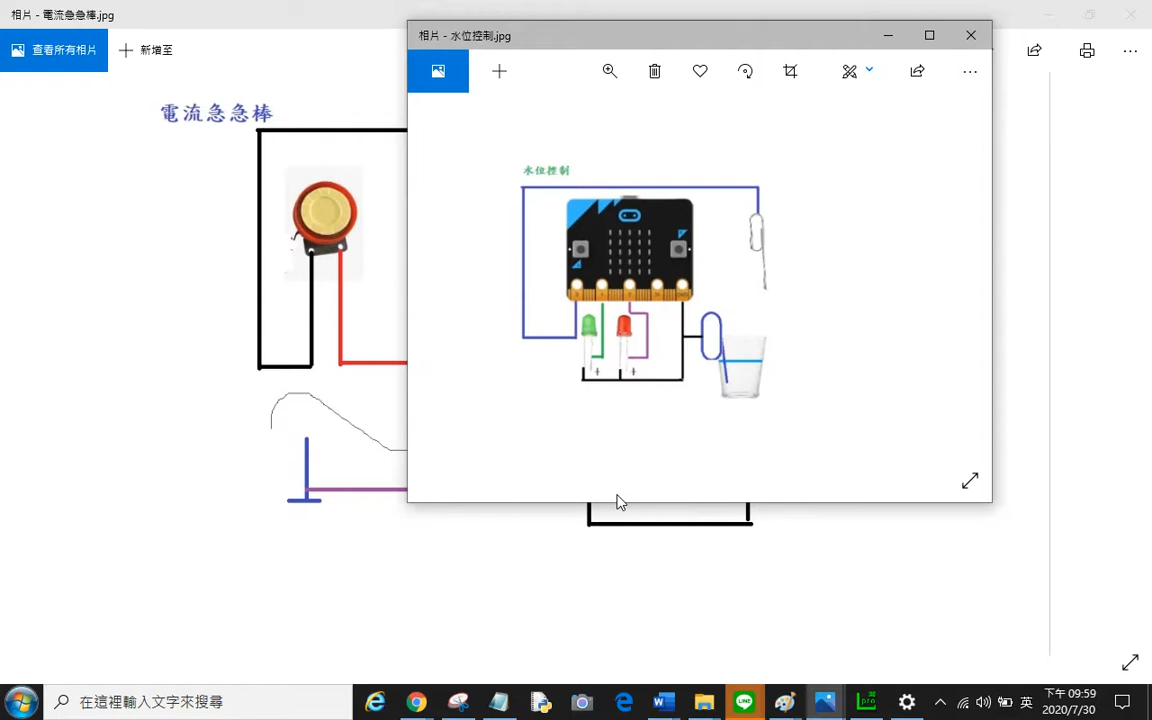 相片 - 電流急急棒.jpg
查看所有相片
新增至
電流急急棒
相片 - 水位控制.jpg
水位控制
+ +
在這裡輸入文字來搜尋
英
下午 09:59
2020/7/30